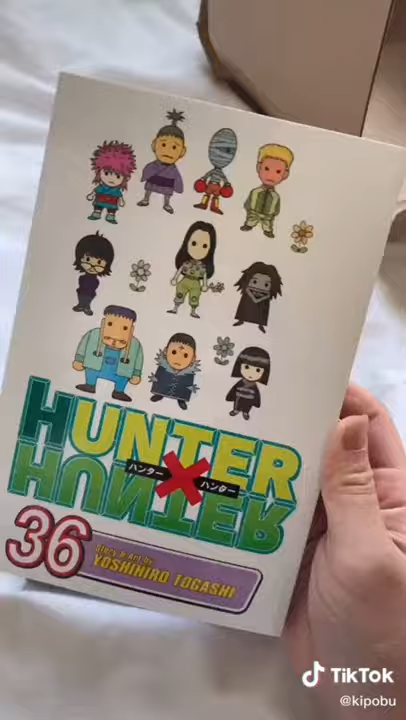 HUNTER
ハンター X ハンター
HUNTER
36
Story & Art by
YOSHIHIRO TOGASHI
TikTok
@kipobu